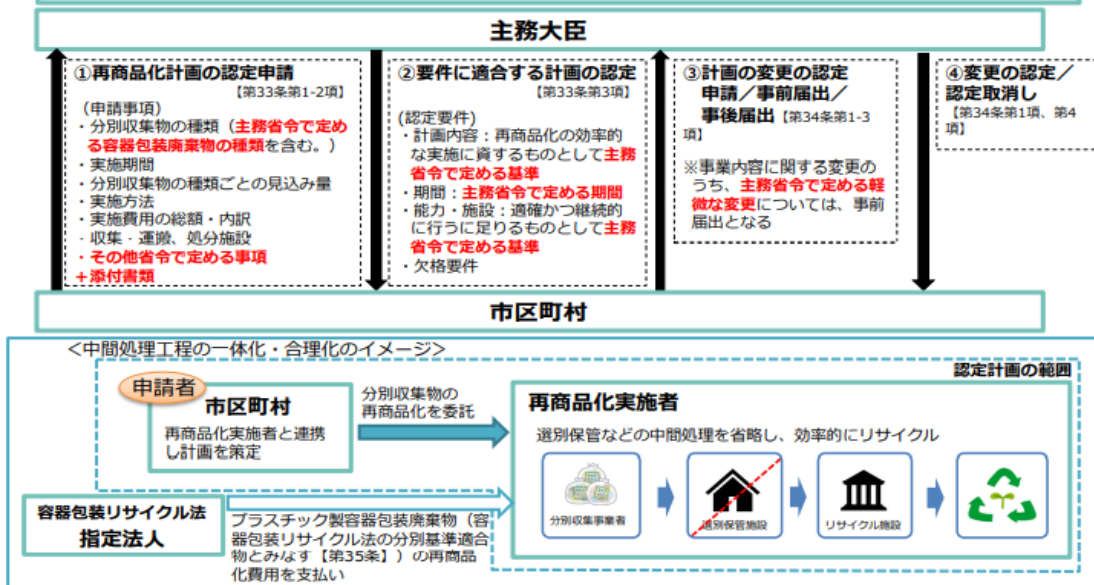 主務大臣
①再商品化計画の認定申請
【第33条第1-2項】
(申請事項)
・分別収集物の種類(主務省令で定め
る容器包装廃棄物の種類を含む。)
・実施期間
・分別収集物の種類ごとの見込み量
・実施方法
・実施費用の総額・内訳
・収集・運搬、処分施設
・その他省令で定める事項
+添付書類
②要件に適合する計画の認定
【第33条第3項】
(認定要件)
・計画内容:再商品化の効率的
な実施に資するものとして主務
省令で定める基準
・期間:主務省令で定める期間
・能力・施設:適確かつ継続的
に行うに足りるものとして主務
省令で定める基準
・欠格要件
③計画の変更の認定
申請/事前届出/
事後届出【第34条第1-3
項】
※事業内容に関する変更の
うち、主務省令で定める軽
微な変更については、事前
届出となる
④変更の認定/
認定取消し
【第34条第1項、第4
項】
市区町村
<中間処理工程の一体化・合理化のイメージ>
認定計画の範囲
申請者
市区町村
再商品化実施者と連携
し計画を策定
分別収集物の
再商品化を委託
再商品化実施者
選別保管などの中間処理を省略し、効率的にリサイクル
分別収集事業者
選別保管施設
リサイクル施設
容器包装リサイクル法
指定法人
プラスチック製容器包装廃棄物(容
器包装リサイクル法の分別基準適合
物とみなす【第35条】)の再商品
化費用を支払い